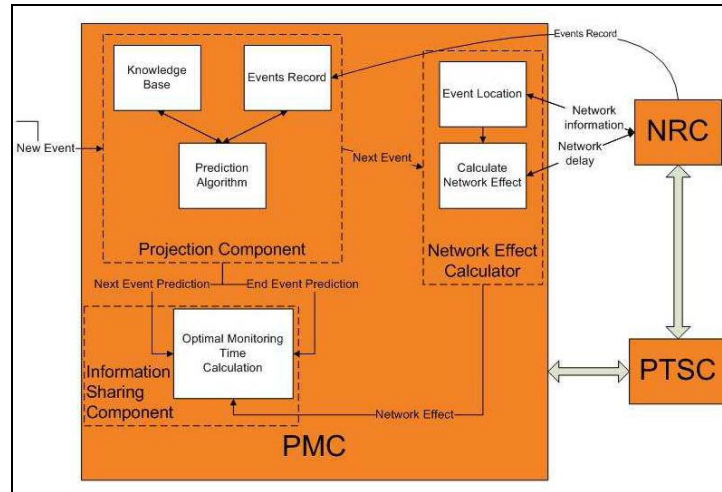 Events Record
Knowledge
Base
Events Record
Event Location
Network
information
NRC
New Event
Prediction
Algorithm
Next Event
Calculate
Network Effect
Network
delay
Projection Component
Network Effect
Calculator
Next Event Prediction
End Event Prediction
Optimal Monitoring
Time
Calculation
Information
Sharing
Component
PTSC
Network Effect
PMC